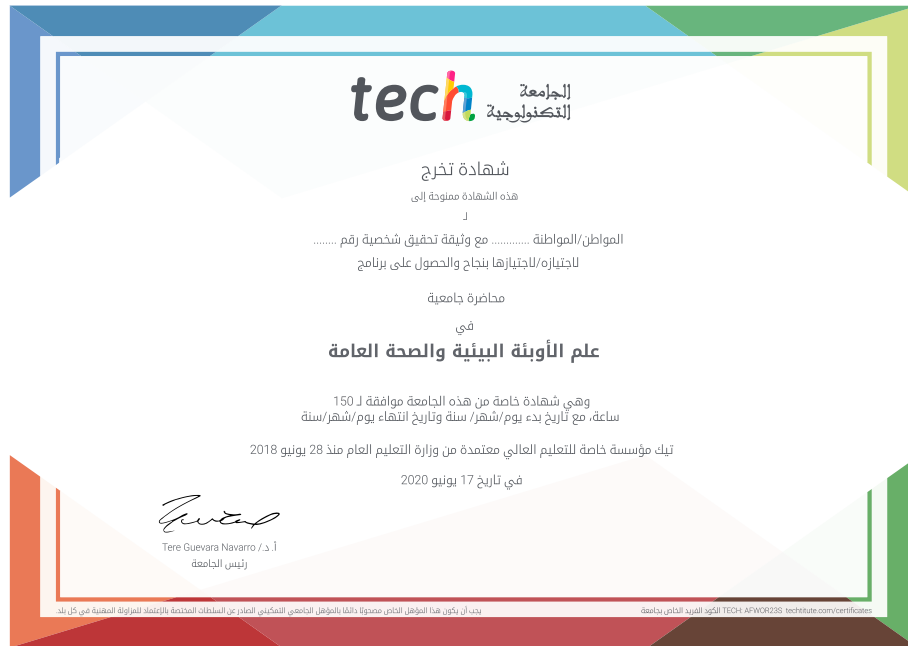 tech الجامعة
التكنولوجية
شهادة تخرج
هذه الشهادة ممنوحة إلى
لـ
المواطن/المواطنة ............. مع وثيقة تحقيق شخصية رقم ........
لاجتيازه/لاجتيازها بنجاح والحصول على برنامج
محاضرة جامعية
في
علم الأوبئة البيئية والصحة العامة
وهي شهادة خاصة من هذه الجامعة موافقة لـ 150
ساعة، مع تاريخ بدء يوم/شهر/ سنة وتاريخ انتهاء يوم/شهر/سنة
تيك مؤسسة خاصة للتعليم العالي معتمدة من وزارة التعليم العام منذ 28 يونيو 2018
في تاريخ 17 يونيو 2020
أ. د./ Tere Guevara Navarro
رئيس الجامعة
الكود الفريد الخاص بجامعة TECH: AFWOR23S techtitute.com/certificates
يجب أن يكون هذا المؤهل الخاص مصحوبًا دائمًا بالمؤهل الجامعي التمكيني الصادر عن السلطات المختصة بالإعتماد للمزاولة المهنية في كل بلد.